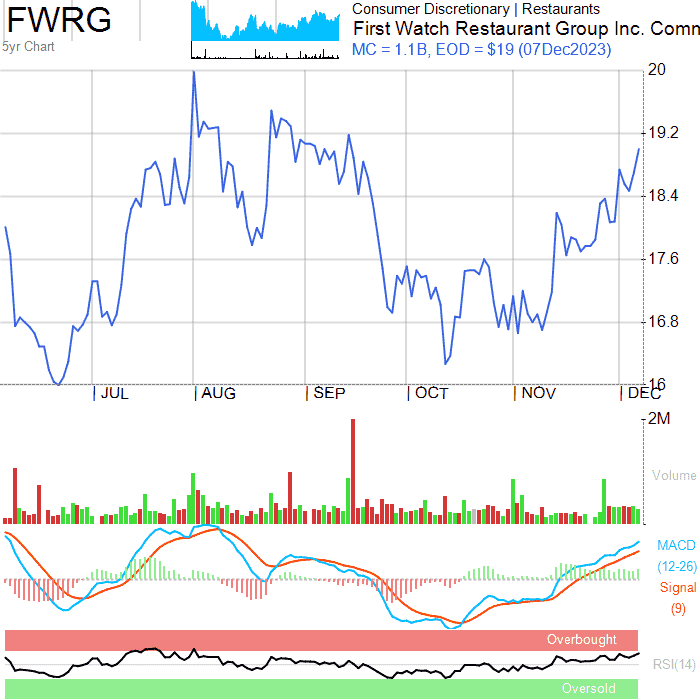 FWRG
5yr Chart
Consumer Discretionary | Restaurants
First Watch Restaurant Group Inc. Comn
MC = 1.1B, EOD = $19 (07Dec2023)
20
19.2
18.4
17.6
16.8
16
JUL
AUG
SEP
OCT
NOV
DEC
2M
Volume
MACD
(12-26)
Signal
(9)
Overbought
RSI(14)
Oversold